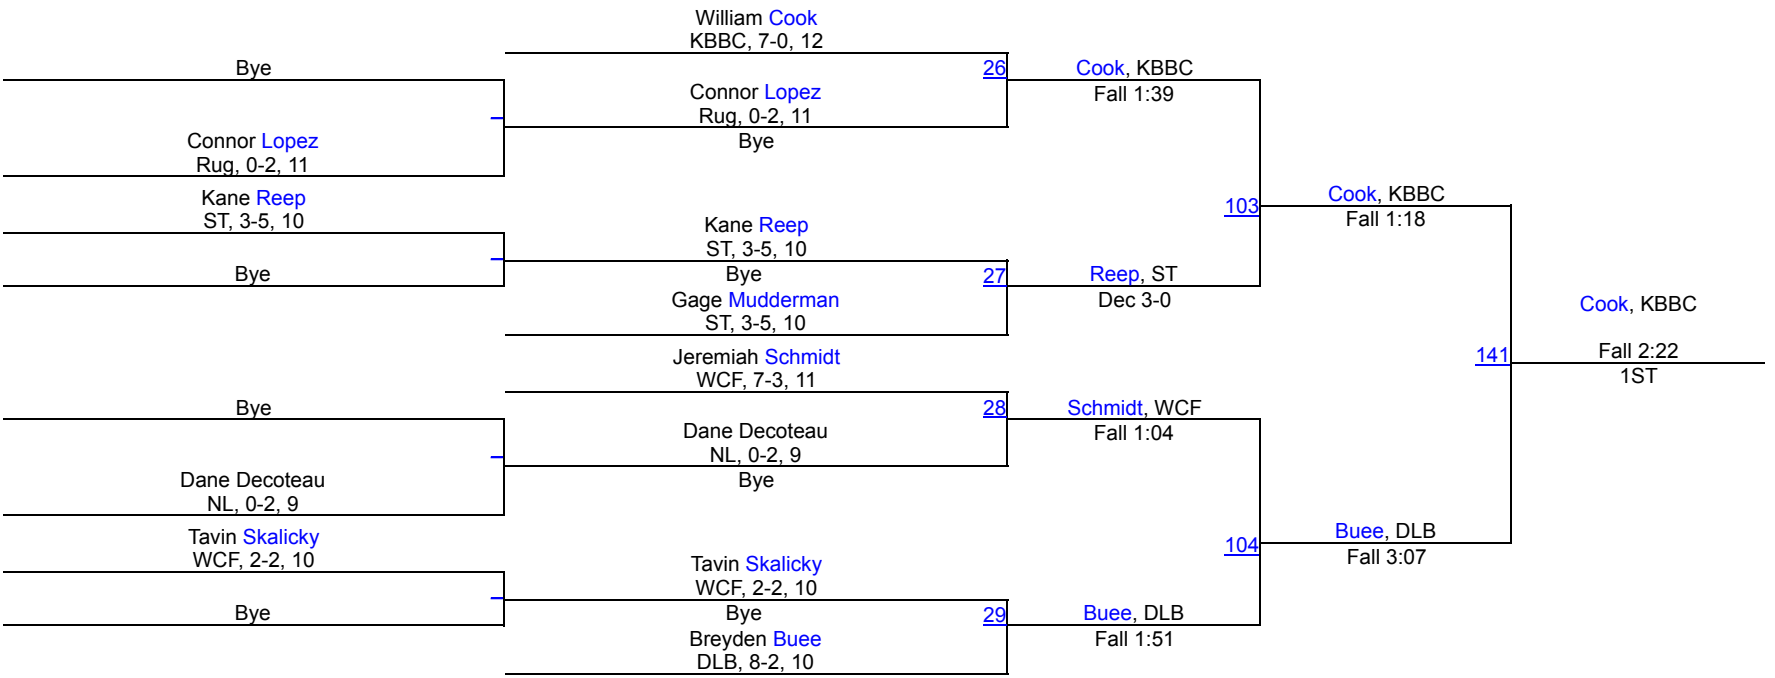 William Cook
KBBC, 7-0, 12
Bye
26
Cook, KBBC
Fall 1:39
Connor Lopez
Rug, 0-2, 11
Bye
Connor Lopez
Rug, 0-2, 11
Kane Reep
ST, 3-5, 10
103
Cook, KBBC
Fall 1:18
Kane Reep
ST, 3-5, 10
Bye
Bye
27
Reep, ST
Dec 3-0
Gage Mudderman
ST, 3-5, 10
Cook, KBBC
Fall 2:22
1ST
141
Jeremiah Schmidt
WCF, 7-3, 11
Bye
28
Schmidt, WCF
Fall 1:04
Dane Decoteau
NL, 0-2, 9
Bye
Dane Decoteau
NL, 0-2, 9
Tavin Skalicky
WCF, 2-2, 10
104
Buee, DLB
Fall 3:07
Tavin Skalicky
WCF, 2-2, 10
Bye
Bye
29
Buee, DLB
Fall 1:51
Breyden Buee
DLB, 8-2, 10